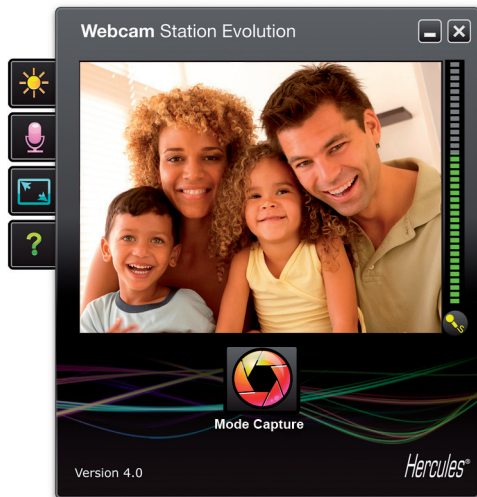 Webcam Station Evolution
?
S
Mode Capture
Version 4.0
Hercules®